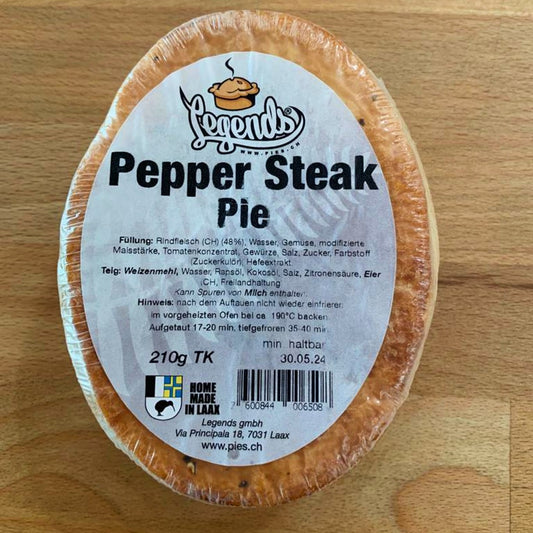 Legends®
WWW.PIES.CH
Pepper Steak
Pie
Füllung: Rindfleisch (CH) (48%), Wasser, Gemüse, modifizierte
Maisstärke, Tomatenkonzentrat, Gewürze, Salz, Zucker, Farbstoff
(Zuckerkulör), Hefeextrakt
Teig: Weizenmehl, Wasser, Rapsöl, Kokosöl, Salz, Zitronensäure, Eier
(CH, Freilandhaltung
Kann Spuren von Milch enthalten.
Hinweis: nach dem Auftauen nicht wieder einfrieren
im vorgeheizten Ofen bei ca. 190°C backen.
Aufgetaut 17-20 min. tiefgefroren 35-40 min
min. haltbar
210g TK
30.05.24
HOME
MADE
IN LAAX
7 600844 006508
Legends gmbh
Via Principala 18, 7031 Laax
www.pies.ch